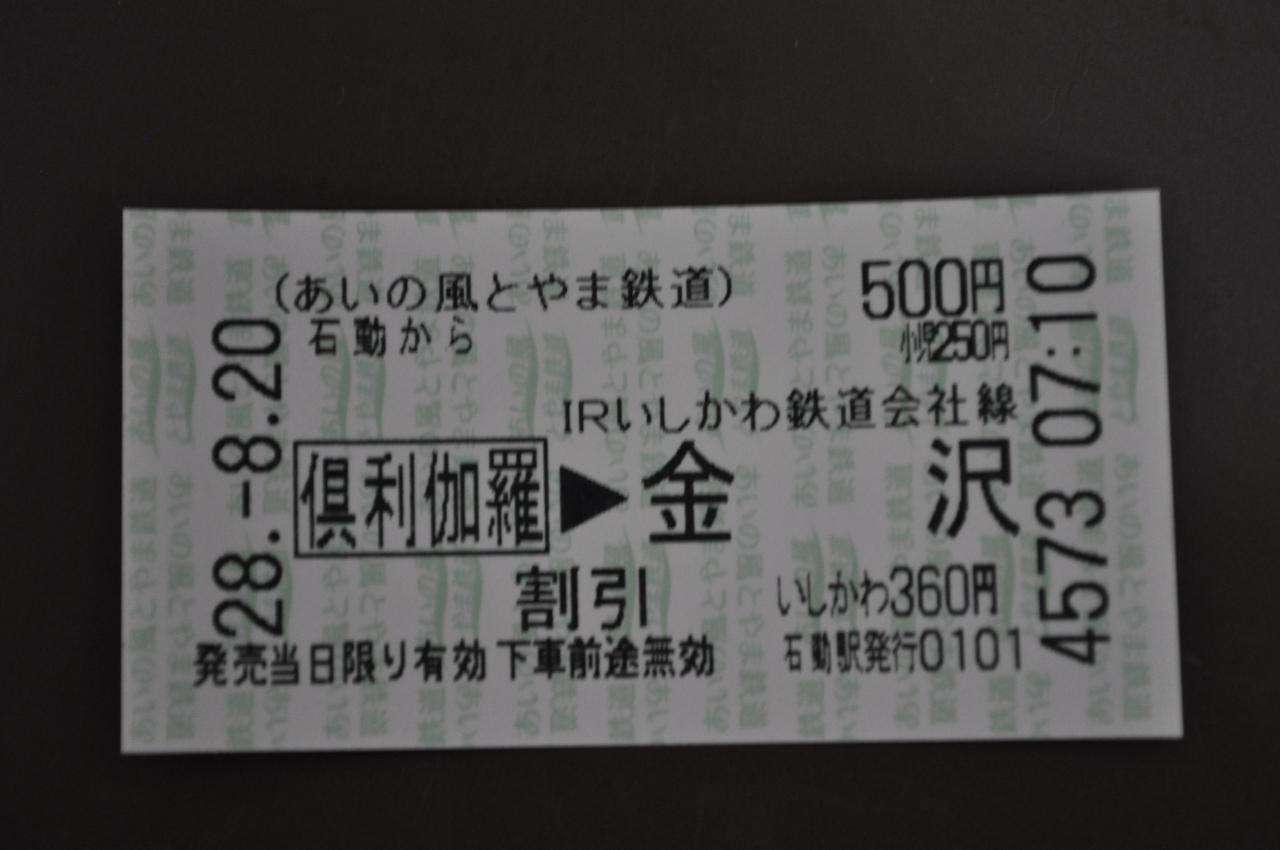 (あいの風とやま鉄道)
石動から
500円
小児250円
IRいしかわ鉄道会社線
倶利伽羅▶金沢
割引
いしかわ360円
発売当日限り有効 下車前途無効
石動駅発行0101
28.-8.20
4573 07:10